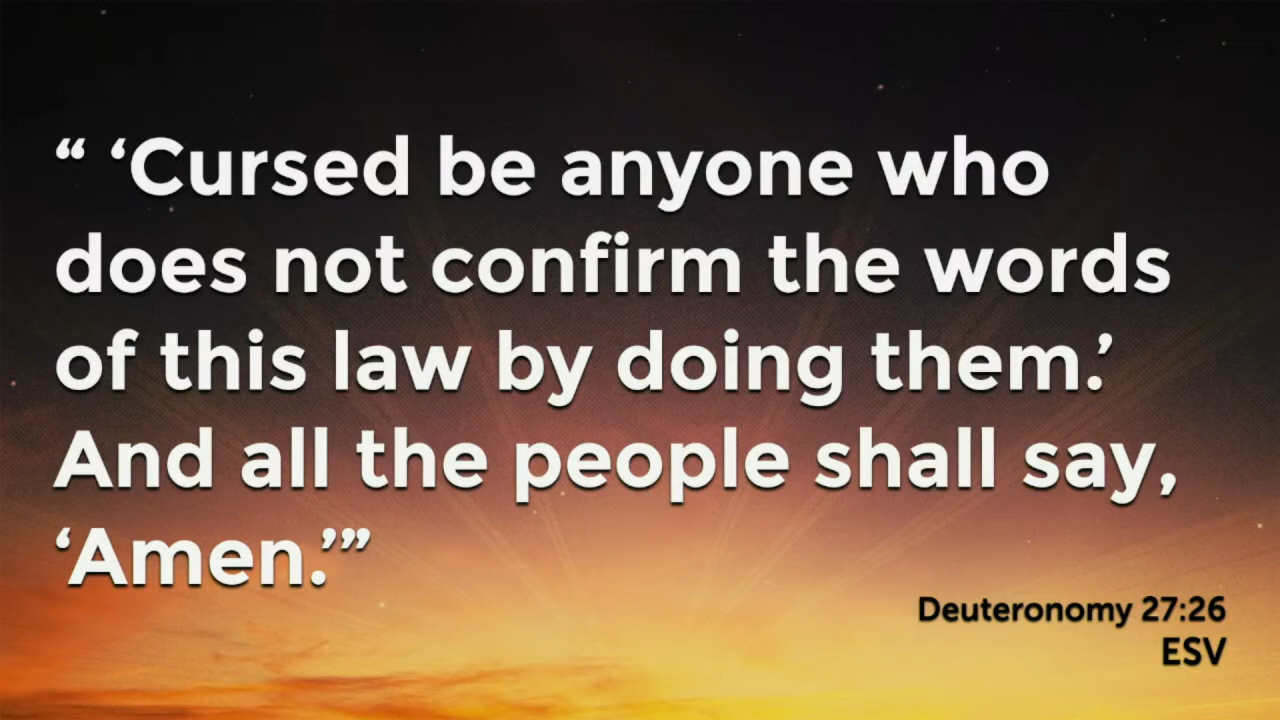 “ ‘Cursed be anyone who
does not confirm the words
of this law by doing them.’
And all the people shall say,
‘Amen.’”
Deuteronomy 27:26
ESV